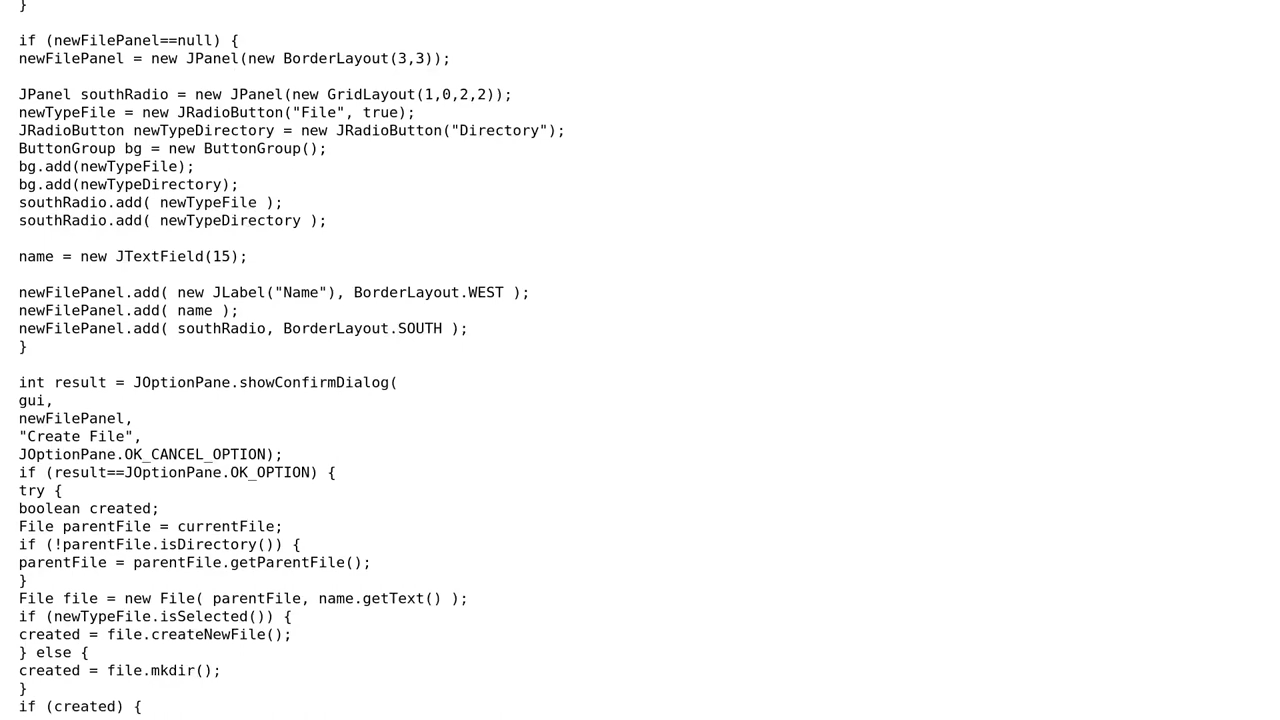 }
if (newFilePanel==null) {
newFilePanel = new JPanel(new BorderLayout(3,3));
JPanel southRadio = new JPanel(new GridLayout(1,0,2,2));
newTypeFile = new JRadioButton("File", true);
JRadioButton newTypeDirectory = new JRadioButton("Directory");
ButtonGroup bg = new ButtonGroup();
bg.add(newTypeFile);
bg.add(newTypeDirectory);
southRadio.add( newTypeFile );
southRadio.add( newTypeDirectory );
name = new JTextField(15);
newFilePanel.add( new JLabel("Name"), BorderLayout.WEST );
newFilePanel.add( name );
newFilePanel.add( southRadio, BorderLayout.SOUTH );
}
int result = JOptionPane.showConfirmDialog(
gui,
newFilePanel,
"Create File",
JOptionPane.OK_CANCEL_OPTION);
if (result==JOptionPane.OK_OPTION) {
try {
boolean created;
File parentFile = currentFile;
if (!parentFile.isDirectory()) {
parentFile = parentFile.getParentFile();
}
File file = new File( parentFile, name.getText() );
if (newTypeFile.isSelected()) {
created = file.createNewFile();
} else {
created = file.mkdir();
}
if (created) {